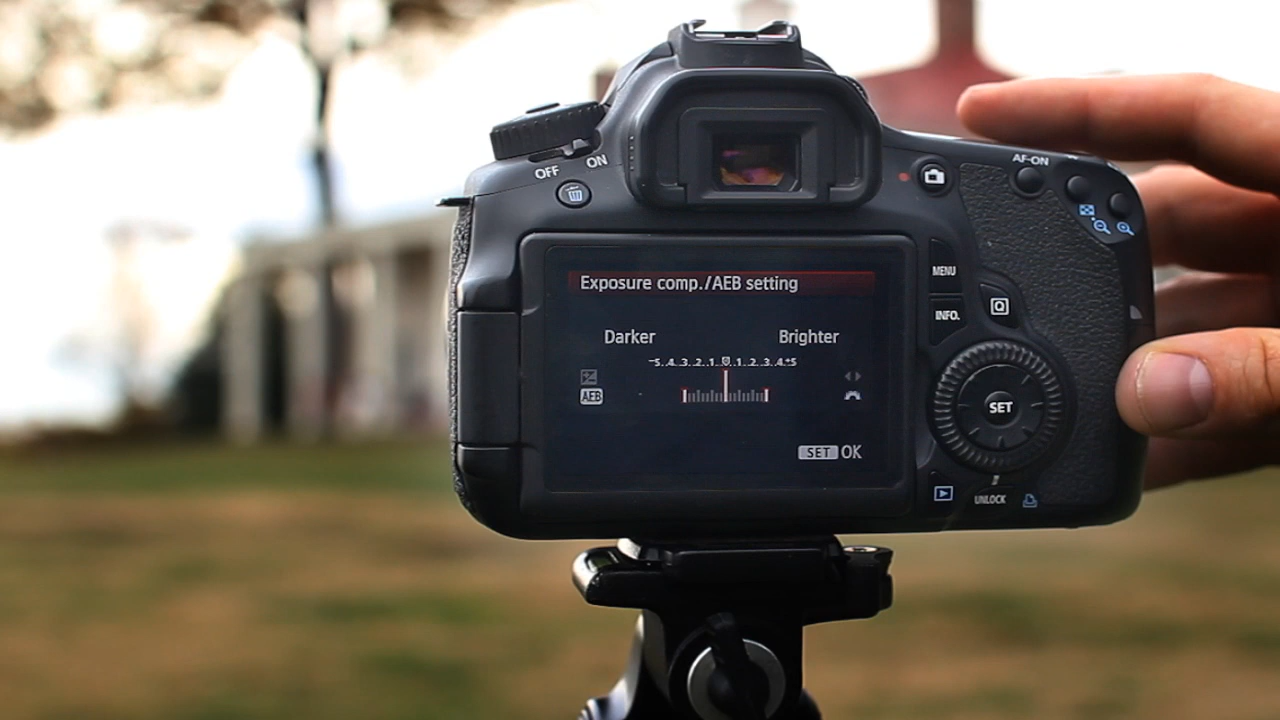 OFF ON
AF-ON
Exposure comp./AEB setting
Darker Brighter
-5..4..3..2..1..0..1..2..3..4..+5
AEB
SET OK
MENU
INFO.
Q
SET
UNLOCK